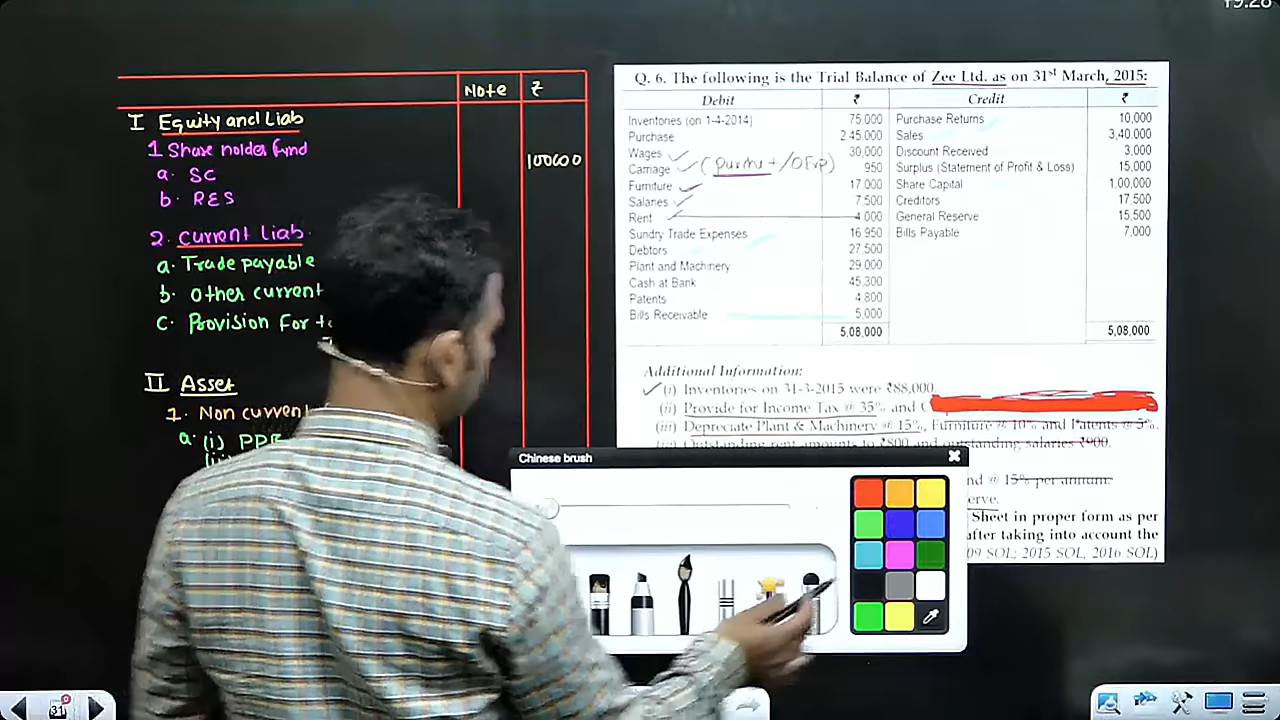 Note ₹
I Equity and Liab
1 Share holder fund
a. SC
100000
b. RES
2. current Liab.
a. Trade payable
b. other current
c. Provision For
II Asset
1. Non current
a. (i)
Q. 6. The following is the Trial Balance of Zee Ltd. as on 31st March, 2015:
Debit ₹ Credit ₹
Inventories (on 1-4-2014) 75,000 Purchase Returns 10,000
Purchase 2,45,000 Sales 3,40,000
Wages 30,000 Discount Received 3,000
Carriage 950 Surplus (Statement of Profit & Loss) 15,000
Furniture 17,000 Share Capital 1,00,000
Salaries 7,500 Creditors 17,500
Rent 4,000 General Reserve 15,500
Sundry Trade Expenses 16,950 Bills Payable 7,000
Debtors 27,500
Plant and Machinery 29,000
Cash at Bank 45,300
Patents 4,800
Bills Receivable 5,000
5,08,000 5,08,000
Additional Information:
(i) Inventories on 31-3-2015 were ₹88,000.
(ii) Provide for Income Tax @ 35% and
(iii) Depreciate Plant & Machinery @ 15%, Furniture @ 10% and Patents @ 5%.
Outstanding rent amounts to ₹800 and outstanding salaries ₹900.
@ 15% per annum.
Sheet in proper form as per
after taking into account the
SOL; 2015 SOL, 2016 SOL)
Chinese brush
31